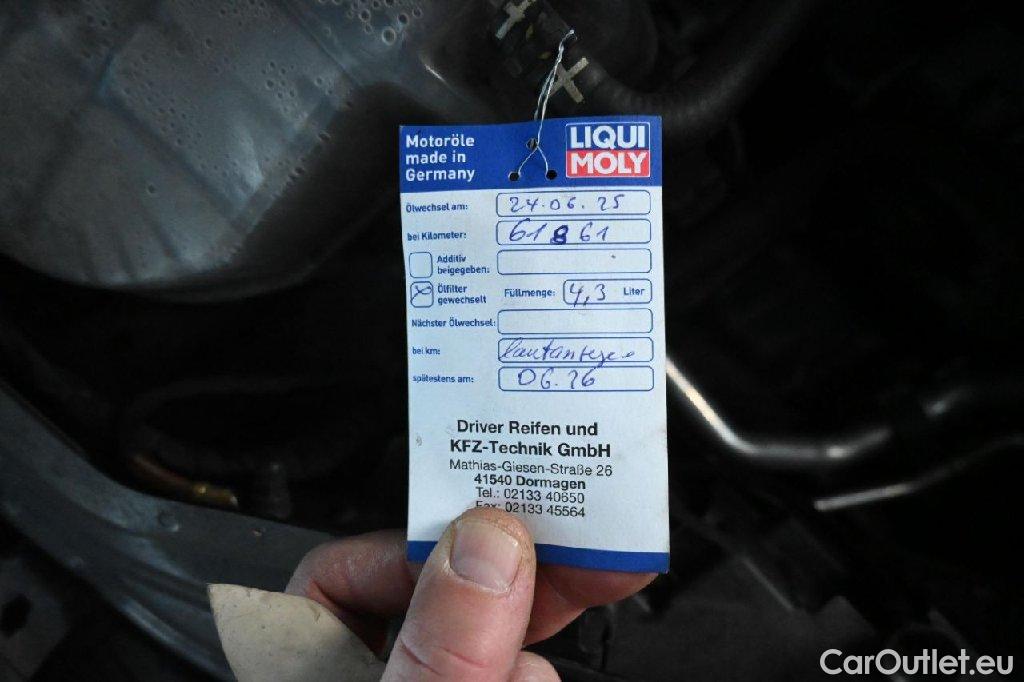 Motoröle
made in
Germany
LIQUI
MOLY
Ölwechsel am: 24.06.25
bei Kilometer: 61861
Additiv
beigegeben:
Ölfilter
gewechselt
Füllmenge: 4,3 Liter
Nächster Ölwechsel:
bei km: laut Anzeige
spätestens am: 06.26
Driver Reifen und
KFZ-Technik GmbH
Mathias-Giesen-Straße 26
41540 Dormagen
Tel.: 02133 40650
Fax: 02133 45564
CarOutlet.eu